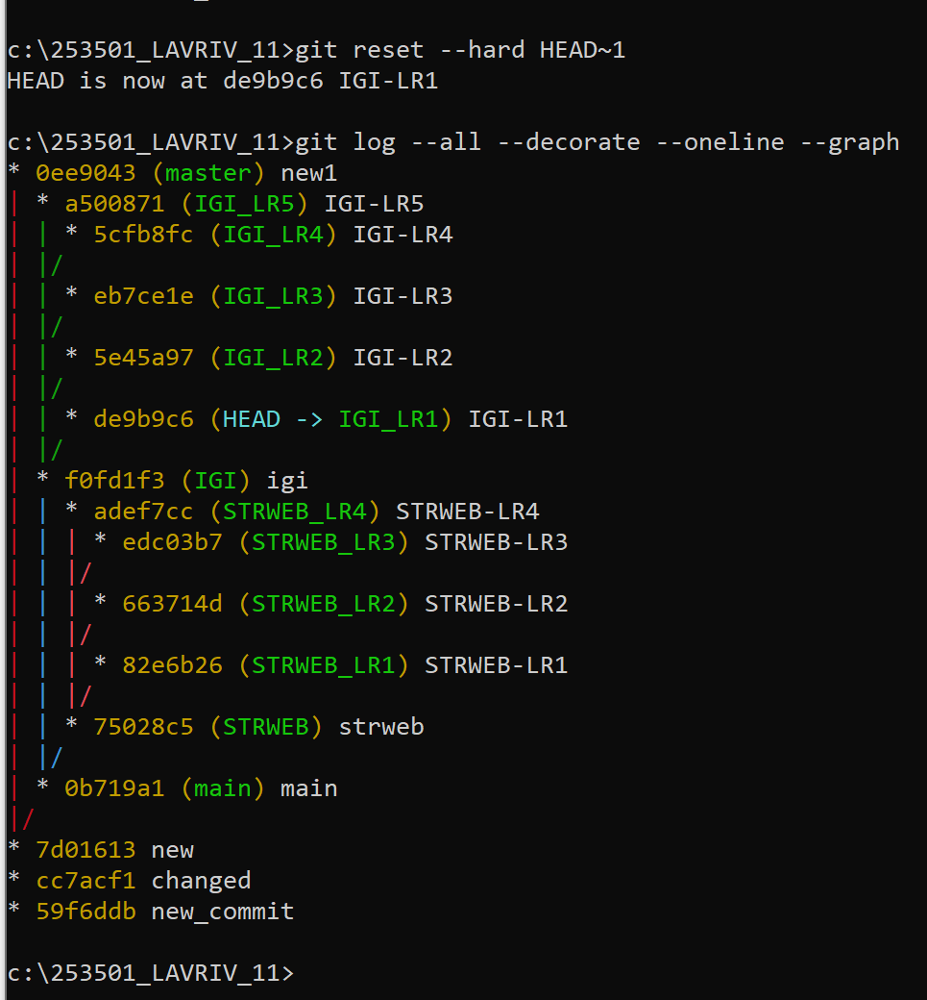 c:\253501_LAVRIV_11>git reset --hard HEAD~1
HEAD is now at de9b9c6 IGI-LR1

c:\253501_LAVRIV_11>git log --all --decorate --oneline --graph
* 0ee9043 (master) new1
| * a500871 (IGI_LR5) IGI-LR5
| | * 5cfb8fc (IGI_LR4) IGI-LR4
| |/
| | * eb7ce1e (IGI_LR3) IGI-LR3
| |/
| | * 5e45a97 (IGI_LR2) IGI-LR2
| |/
| | * de9b9c6 (HEAD -> IGI_LR1) IGI-LR1
| |/
| * f0fd1f3 (IGI) igi
| | * adef7cc (STRWEB_LR4) STRWEB-LR4
| | | * edc03b7 (STRWEB_LR3) STRWEB-LR3
| | |/
| | | * 663714d (STRWEB_LR2) STRWEB-LR2
| | |/
| | | * 82e6b26 (STRWEB_LR1) STRWEB-LR1
| | |/
| | * 75028c5 (STRWEB) strweb
| |/
| * 0b719a1 (main) main
|/
* 7d01613 new
* cc7acf1 changed
* 59f6ddb new_commit

c:\253501_LAVRIV_11>